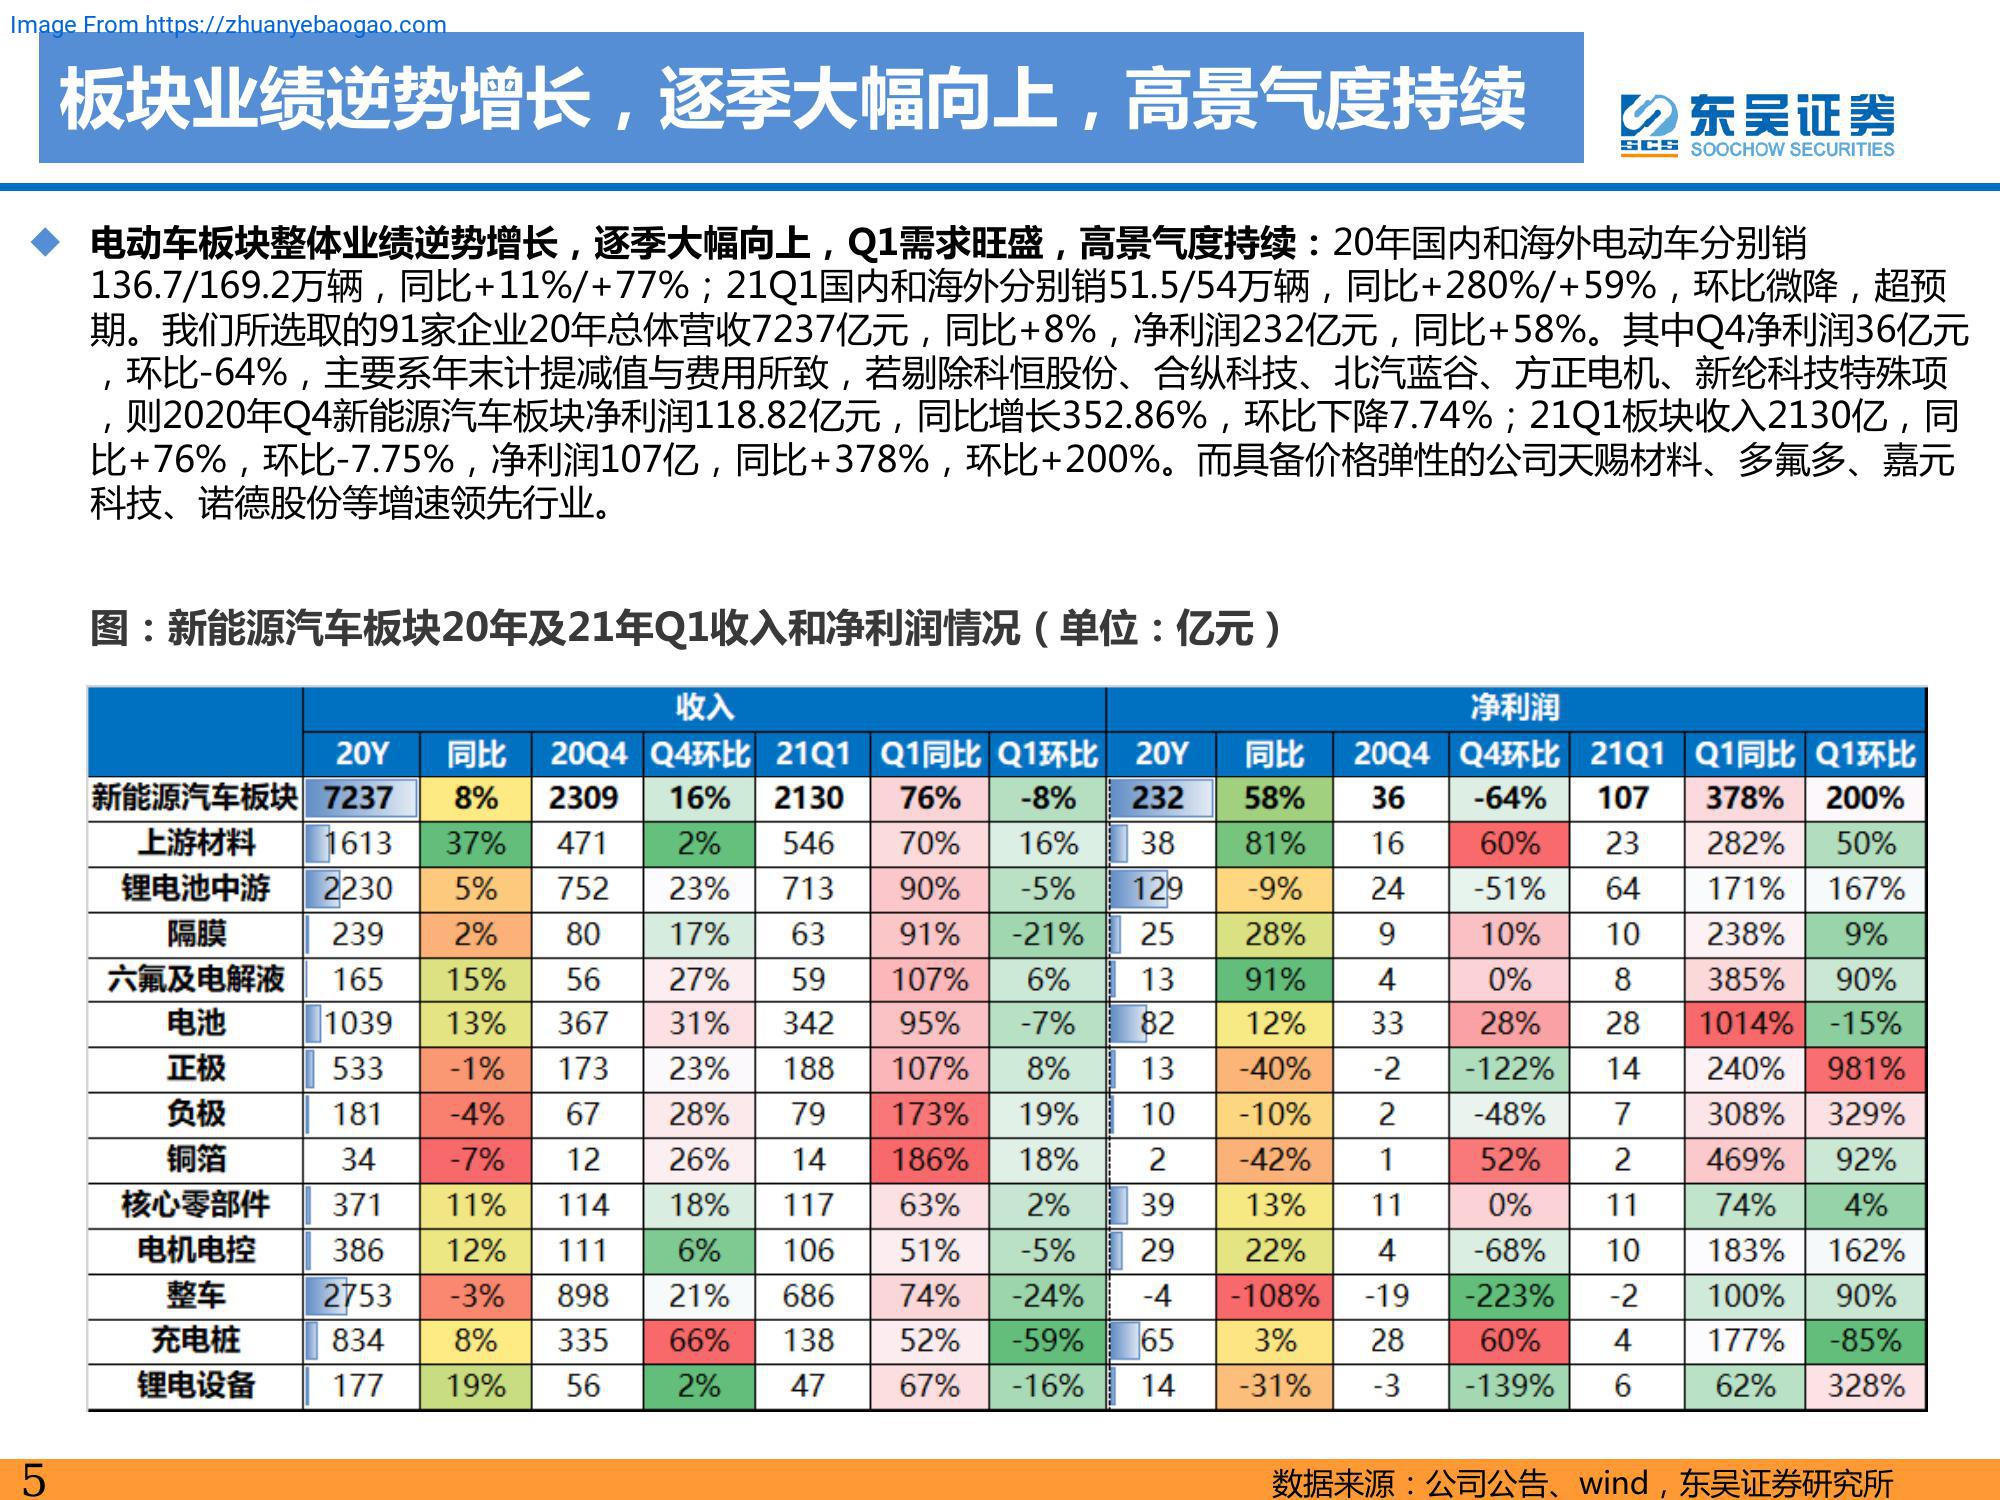 Image From https://zhuanyebaogao.com
板块业绩逆势增长，逐季大幅向上，高景气度持续
东吴证券
SCS SOOCHOW SECURITIES
电动车板块整体业绩逆势增长，逐季大幅向上，Q1需求旺盛，高景气度持续：20年国内和海外电动车分别销
136.7/169.2万辆，同比+11%/+77%；21Q1国内和海外分别销51.5/54万辆，同比+280%/+59%，环比微降，超预
期。我们所选取的91家企业20年总体营收7237亿元，同比+8%，净利润232亿元，同比+58%。其中Q4净利润36亿元
，环比-64%，主要系年末计提减值与费用所致，若剔除科恒股份、合纵科技、北汽蓝谷、方正电机、新纶科技特殊项
，则2020年Q4新能源汽车板块净利润118.82亿元，同比增长352.86%，环比下降7.74%；21Q1板块收入2130亿，同
比+76%，环比-7.75%，净利润107亿，同比+378%，环比+200%。而具备价格弹性的公司天赐材料、多氟多、嘉元
科技、诺德股份等增速领先行业。
图：新能源汽车板块20年及21年Q1收入和净利润情况（单位：亿元）
收入 净利润
20Y 同比 20Q4 Q4环比 21Q1 Q1同比 Q1环比 20Y 同比 20Q4 Q4环比 21Q1 Q1同比 Q1环比
新能源汽车板块 7237 8% 2309 16% 2130 76% -8% 232 58% 36 -64% 107 378% 200%
上游材料 1613 37% 471 2% 546 70% 16% 38 81% 16 60% 23 282% 50%
锂电池中游 2230 5% 752 23% 713 90% -5% 129 -9% 24 -51% 64 171% 167%
隔膜 239 2% 80 17% 63 91% -21% 25 28% 9 10% 10 238% 9%
六氟及电解液 165 15% 56 27% 59 107% 6% 13 91% 4 0% 8 385% 90%
电池 1039 13% 367 31% 342 95% -7% 82 12% 33 28% 28 1014% -15%
正极 533 -1% 173 23% 188 107% 8% 13 -40% -2 -122% 14 240% 981%
负极 181 -4% 67 28% 79 173% 19% 10 -10% 2 -48% 7 308% 329%
铜箔 34 -7% 12 26% 14 186% 18% 2 -42% 1 52% 2 469% 92%
核心零部件 371 11% 114 18% 117 63% 2% 39 13% 11 0% 11 74% 4%
电机电控 386 12% 111 6% 106 51% -5% 29 22% 4 -68% 10 183% 162%
整车 2753 -3% 898 21% 686 74% -24% -4 -108% -19 -223% -2 100% 90%
充电桩 834 8% 335 66% 138 52% -59% 65 3% 28 60% 4 177% -85%
锂电设备 177 19% 56 2% 47 67% -16% 14 -31% -3 -139% 6 62% 328%
5
数据来源：公司公告、wind，东吴证券研究所